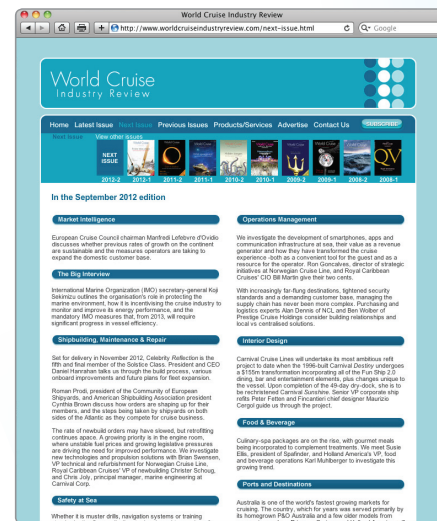 World Cruise Industry Review
http://www.worldcruiseindustryreview.com/next-issue.html
Google
World Cruise
Industry Review
Home Latest Issue Next Issue Previous Issues Products/Services Advertise Contact Us SUBSCRIBE
Next Issue View other issues
NEXT
ISSUE
2012-2 2012-1 2011-2 2011-1 2010-2 2010-1 2009-2 2009-1 2008-2 2008-1
In the September 2012 edition
Market Intelligence
European Cruise Council chairman Manfredi Lefebvre d'Ovidio
discusses whether previous rates of growth on the continent
are sustainable and the measures operators are taking to
expand the domestic customer base.
The Big Interview
International Marine Organization (IMO) secretary-general Koji
Sekimizu outlines the organisation's role in protecting the
marine environment, how it is incentivising the cruise industry to
monitor and improve its energy performance, and the
mandatory IMO measures that, from 2013, will require
significant progress in vessel efficiency.
Shipbuilding, Maintenance & Repair
Set for delivery in November 2012, Celebrity Reflection is the
fifth and final member of the Solstice Class. President and CEO
Daniel Hanrahan talks us through the build process, various
onboard improvements and future plans for fleet expansion.
Roman Prodi, president of the Community of European
Shipyards, and American Shipbuilding Association president
Cynthia Brown discuss how orders are shaping up for their
members, and the steps being taken by shipyards on both
sides of the Atlantic as they compete for cruise business.
The rate of newbuild orders may have slowed, but retrofitting
continues space. A growing priority is in the engine room,
where unstable fuel prices and growing legislative pressures
are driving the need for improved performance. We investigate
new technologies and propulsion solutions with Brian Swensen,
VP technical and refurbishment for Norwegian Cruise Line,
Royal Caribbean Cruises' VP of newbuilding Christer Schoug,
and Chris Joly, principal manager, marine engineering at
Carnival Corp.
Safety at Sea
Whether it is muster drills, navigation systems or training
Operations Management
We investigate the development of smartphones, apps and
communication infrastructure at sea, their value as a revenue
generator and how they have transformed the cruise
experience -both as a convenient tool for the guest and as a
resource for the operator. Ron Goncalves, director of strategic
initiatives at Norwegian Cruise Line, and Royal Caribbean
Cruises' CIO Bill Martin give their two cents.
With increasingly far-flung destinations, tightened security
standards and a demanding customer base, managing the
supply chain has never been more complex. Purchasing and
logistics experts Alan Dennis of NCL and Ben Wolber of
Prestige Cruise Holdings consider building relationships and
local vs centralised solutions.
Interior Design
Carnival Cruise Lines will undertake its most ambitious refit
project to date when the 1996-built Carnival Destiny undergoes
a $155m transformation incorporating all of the Fun Ship 2.0
dining, bar and entertainment elements, plus changes unique to
the vessel. Upon completion of the 49-day dry-dock, she is to
be rechristened Carnival Sunshine. Senior VP corporate ship
refits Peter Fetten and Fincantieri chief designer Maurizio
Cergol guide us through the project.
Food & Beverage
Culinary-spa packages are on the rise, with gourmet meals
being incorporated to complement treatments. We meet Susie
Ellis, president of Spafinder, and Holland America's VP, food
and beverage operations Karl Muhlberger to investigate this
growing trend.
Ports and Destinations
Australia is one of the world's fastest growing markets for
cruising. The country, which for years was served primarily by
its homegrown P&O Australia and a few older models from